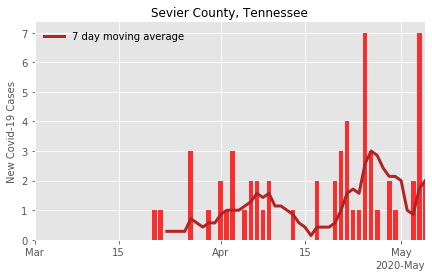 Sevier County, Tennessee
7 day moving average
New Covid-19 Cases
7
6
5
4
3
2
1
0
Mar
15
Apr
15
May
2020-May